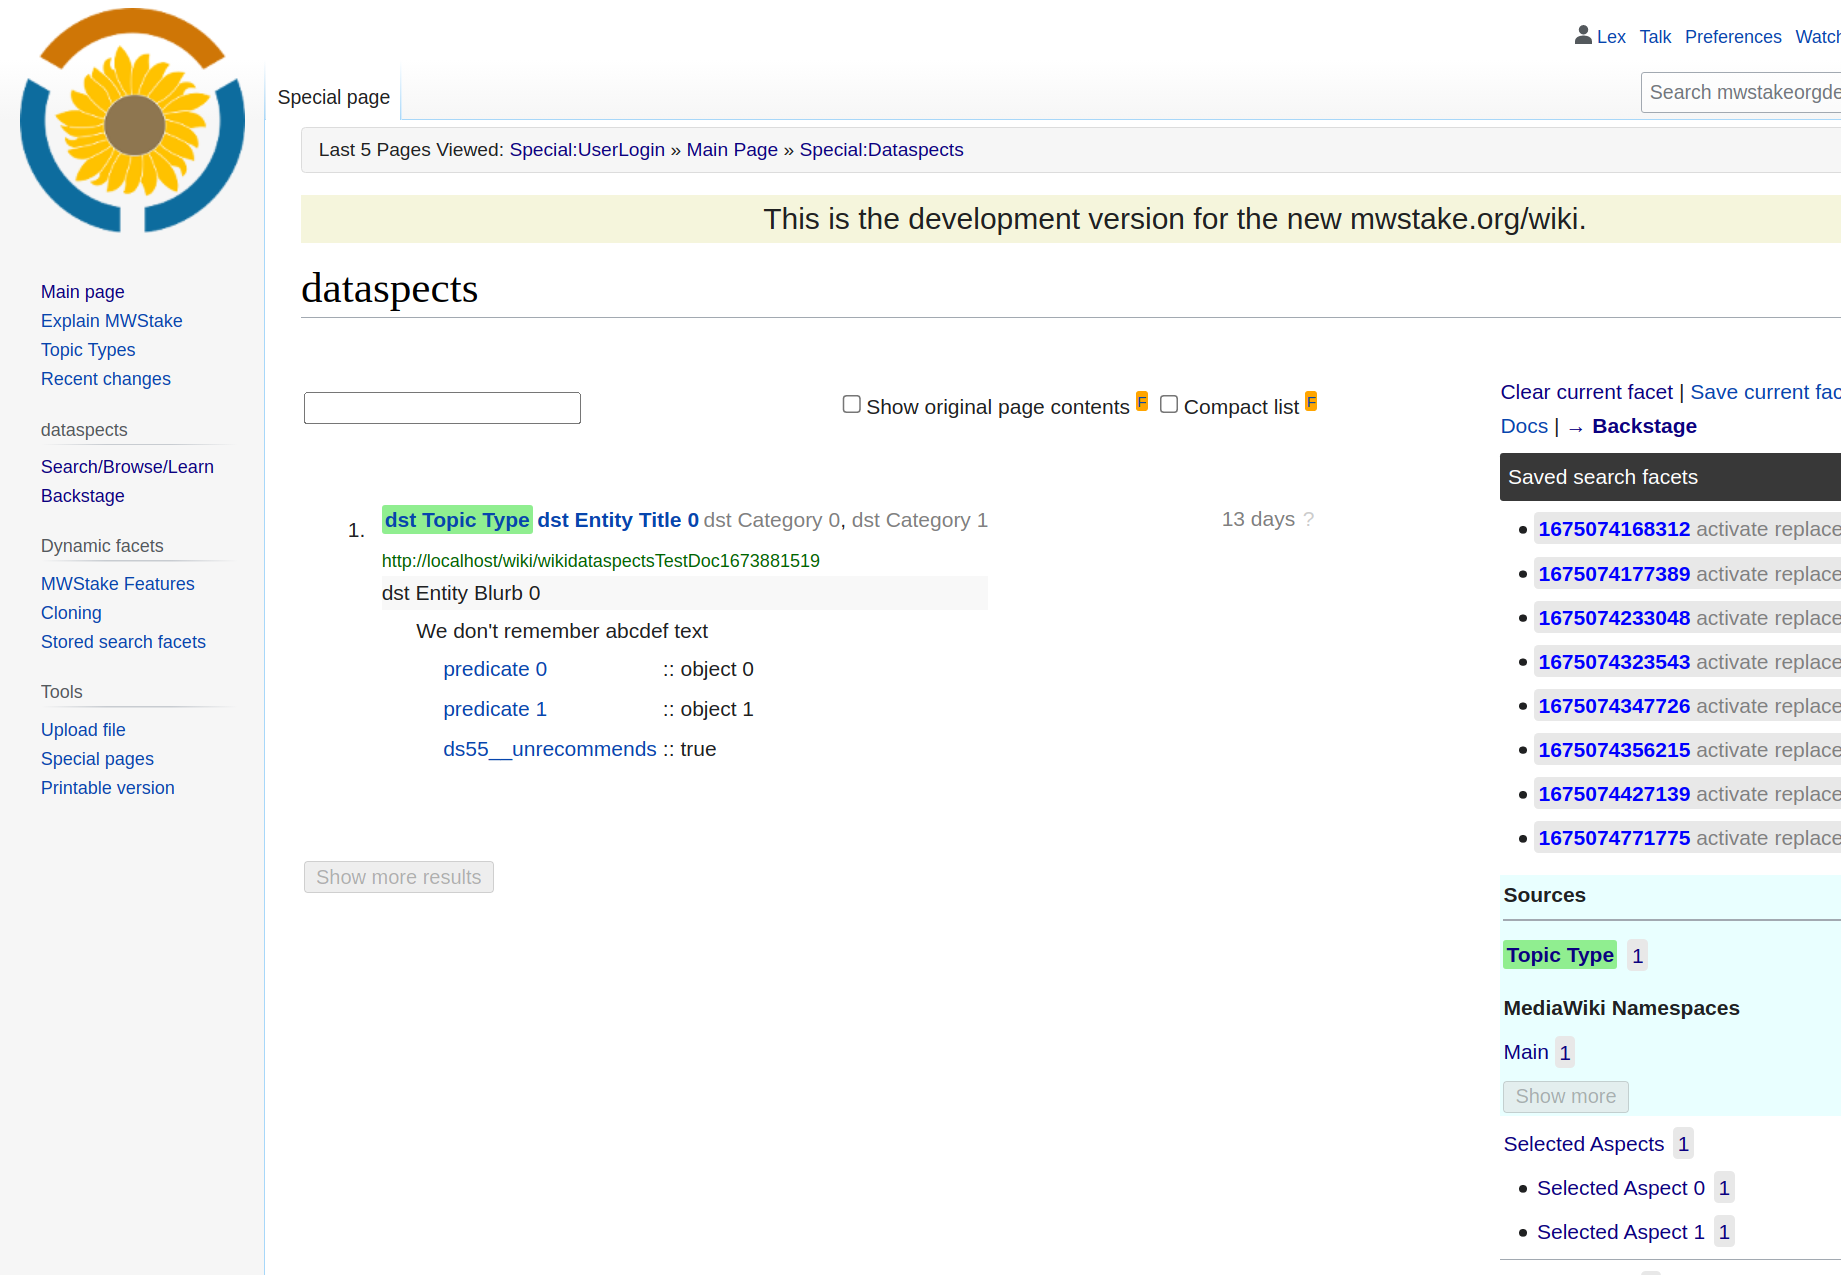 Lex Talk Preferences Watch
Special page
Search mwstakeorgde
Last 5 Pages Viewed: Special:UserLogin » Main Page » Special:Dataspects
This is the development version for the new mwstake.org/wiki.
dataspects
Main page
Explain MWStake
Topic Types
Recent changes
dataspects
Search/Browse/Learn
Backstage
Dynamic facets
MWStake Features
Cloning
Stored search facets
Tools
Upload file
Special pages
Printable version
Show original page contents F Compact list F
1. dst Topic Type dst Entity Title 0 dst Category 0, dst Category 1 13 days ?
http://localhost/wiki/wikidataspectsTestDoc1673881519
dst Entity Blurb 0
We don't remember abcdef text
predicate 0 :: object 0
predicate 1 :: object 1
ds55__unrecommends :: true
Show more results
Clear current facet | Save current fac
Docs | → Backstage
Saved search facets
1675074168312 activate replace
1675074177389 activate replace
1675074233048 activate replace
1675074323543 activate replace
1675074347726 activate replace
1675074356215 activate replace
1675074427139 activate replace
1675074771775 activate replace
Sources
Topic Type 1
MediaWiki Namespaces
Main 1
Show more
Selected Aspects 1
Selected Aspect 0 1
Selected Aspect 1 1